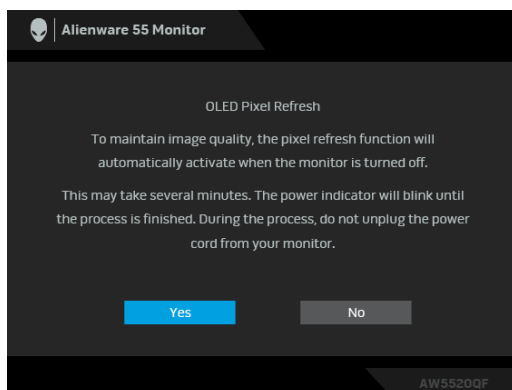 Alienware 55 Monitor
OLED Pixel Refresh
To maintain image quality, the pixel refresh function will
automatically activate when the monitor is turned off.
This may take several minutes. The power indicator will blink until
the process is finished. During the process, do not unplug the power
cord from your monitor.
Yes No
AW5520QF